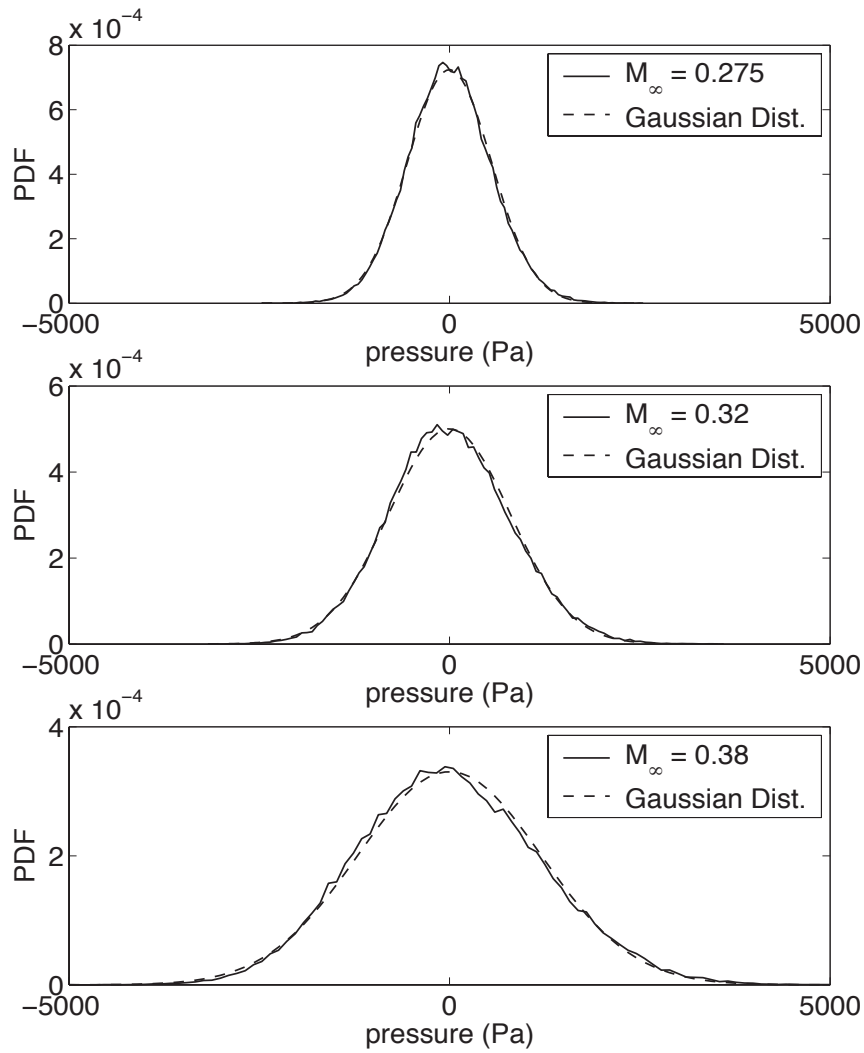 x 10⁻⁴
8
6
4
2
0
PDF
M∞ = 0.275
Gaussian Dist.
−5000 0 5000
pressure (Pa)
x 10⁻⁴
6
4
2
0
PDF
M∞ = 0.32
Gaussian Dist.
−5000 0 5000
pressure (Pa)
x 10⁻⁴
4
2
0
PDF
M∞ = 0.38
Gaussian Dist.
−5000 0 5000
pressure (Pa)